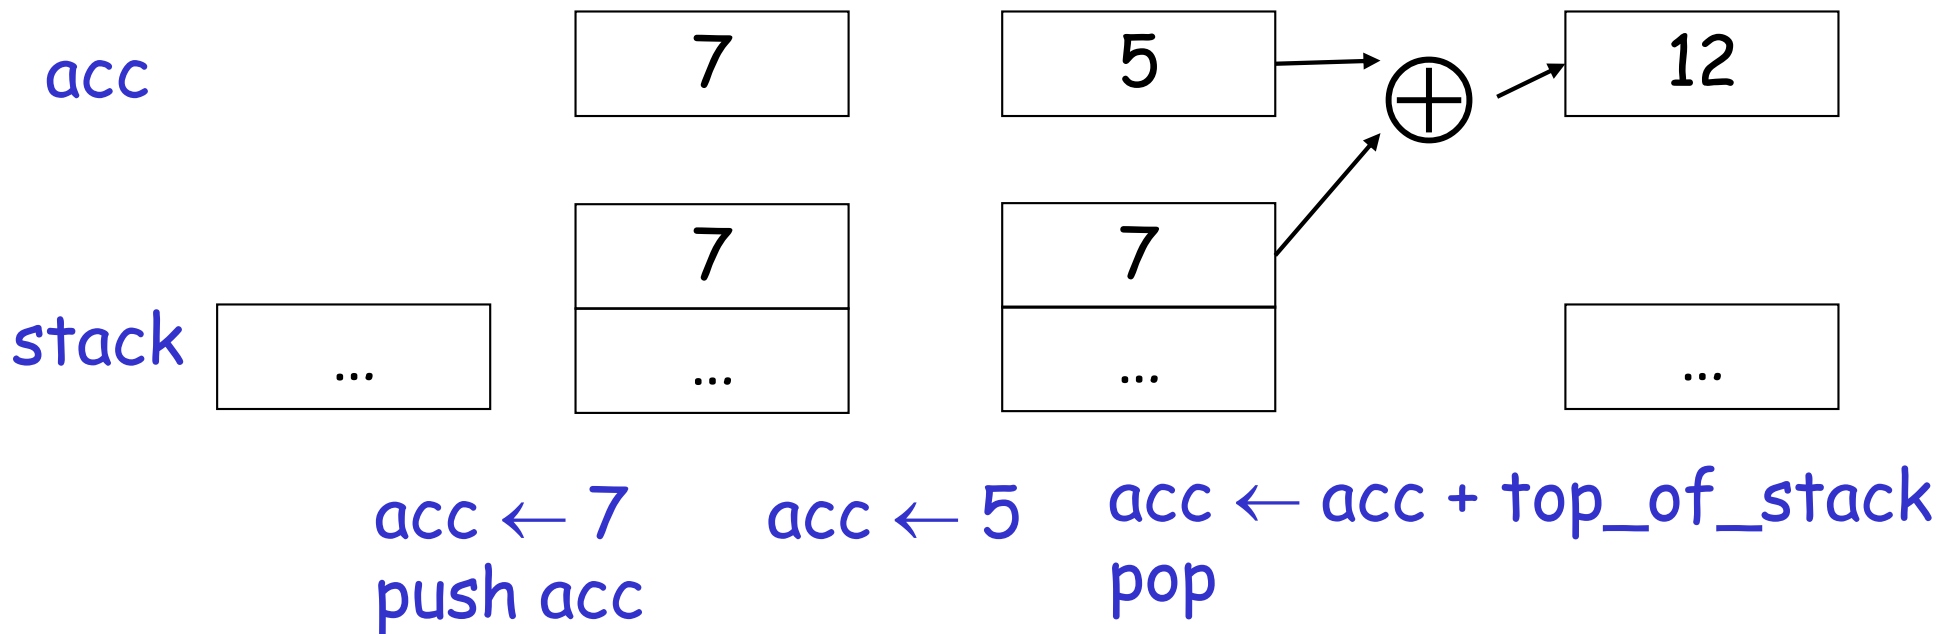 acc 7 5 12
7 7
stack ... ... ... ...
acc ← 7 acc ← 5 acc ← acc + top_of_stack
push acc pop